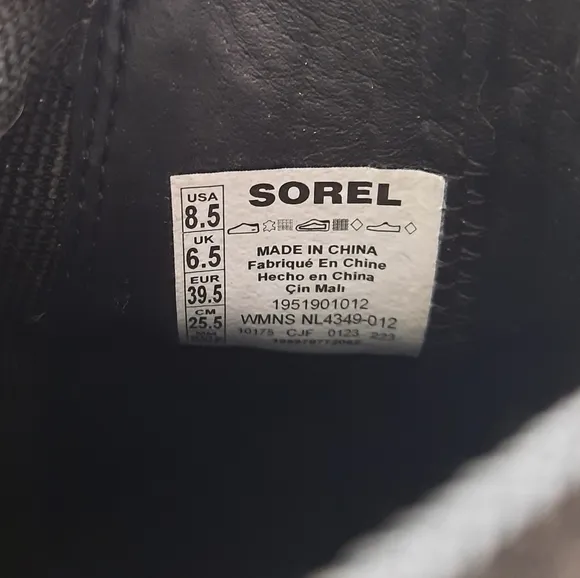 USA
8.5
UK
6.5
EUR
39.5
CM
25.5
SOREL
MADE IN CHINA
Fabriqué En Chine
Hecho en China
Çin Malı
1951901012
WMNS NL4349-012
10175 CJF 0123 223